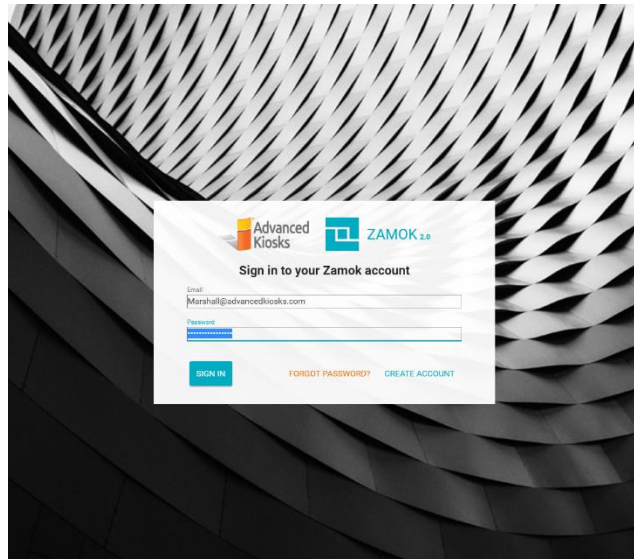 Advanced
Kiosks
ZAMOK 2.0
Sign in to your Zamok account
Email
Marshall@advancedkiosks.com
Password
SIGN IN
FORGOT PASSWORD?
CREATE ACCOUNT